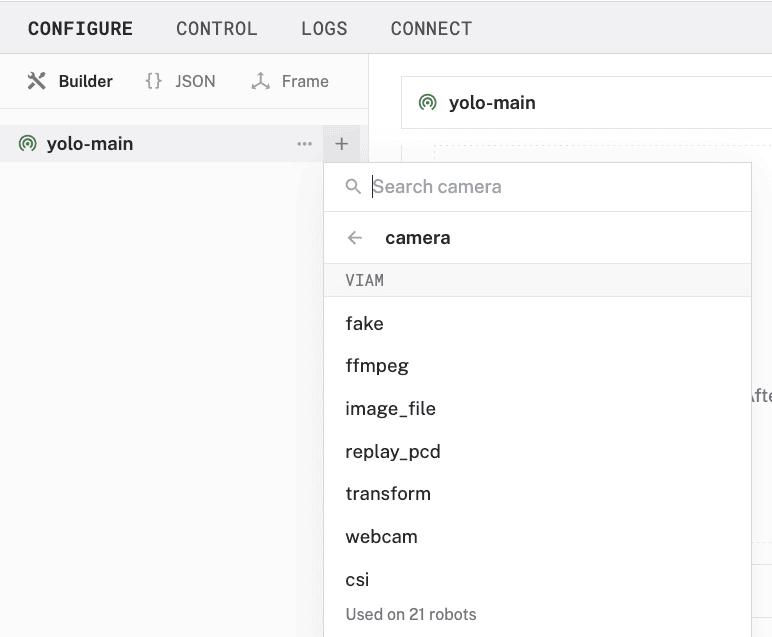 CONFIGURE CONTROL LOGS CONNECT
Builder {} JSON Frame
yolo-main
yolo-main
Search camera
camera
VIAM
fake
ffmpeg
image_file
replay_pcd
transform
webcam
csi
Used on 21 robots